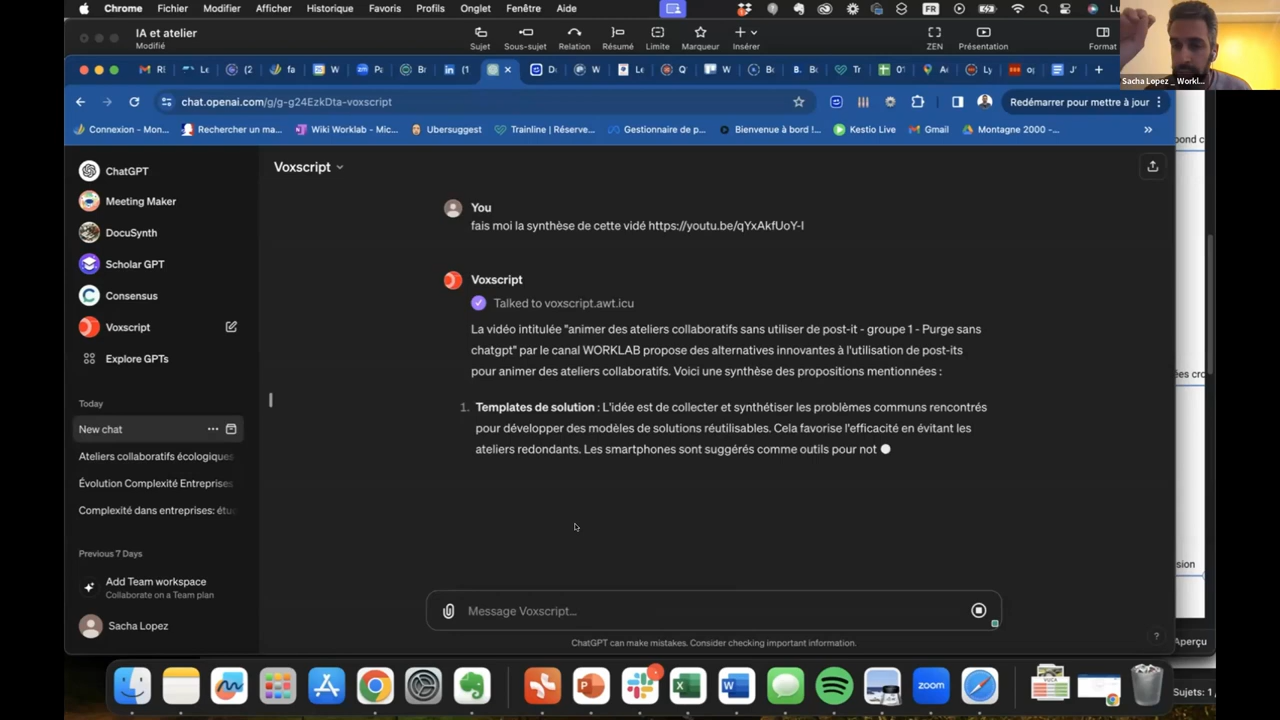 Chrome Fichier Modifier Affichage Historique Favoris Profils Onglet Fenêtre Aide FR
IA et atelier
Modifié
Sujet Sous-sujet Relation Résumé Limite Marqueur Insérer ZEN Présentation Format
Sacha Lopez _ Workl...
chat.openai.com/g/g-g24EzkDta-voxscript
Redémarrer pour mettre à jour
Connexion - Mon... Rechercher un ma... Wiki Worklab - Mic... Ubersuggest Trainline | Réserve... Gestionnaire de p... Bienvenue à bord !... Kestio Live Gmail Montagne 2000 -... »
ChatGPT
Meeting Maker
DocuSynth
Scholar GPT
Consensus
Voxscript
Explore GPTs
Today
New chat
Ateliers collaboratifs écologiques
Évolution Complexité Entreprises
Complexité dans entreprises: étu
Previous 7 Days
Add Team workspace
Collaborate on a Team plan
Sacha Lopez
Voxscript
You
fais moi la synthèse de cette vidé https://youtu.be/qYxAkfUoY-I
Voxscript
Talked to voxscript.awt.icu
La vidéo intitulée "animer des ateliers collaboratifs sans utiliser de post-it - groupe 1 - Purge sans
chatgpt" par le canal WORKLAB propose des alternatives innovantes à l'utilisation de post-its
pour animer des ateliers collaboratifs. Voici une synthèse des propositions mentionnées :
1. Templates de solution : L'idée est de collecter et synthétiser les problèmes communs rencontrés
pour développer des modèles de solutions réutilisables. Cela favorise l'efficacité en évitant les
ateliers redondants. Les smartphones sont suggérés comme outils pour not
Message Voxscript...
ChatGPT can make mistakes. Consider checking important information.
?
Aperçu
zoom